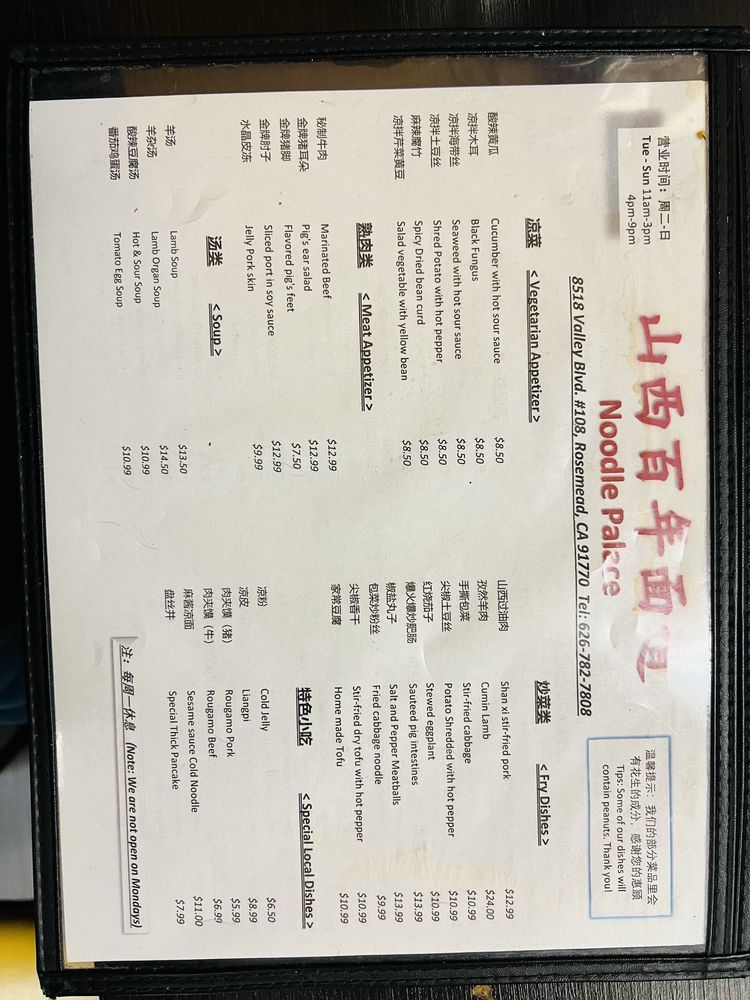 营业时间：周二-日
Tue - Sun 11am-3pm
4pm-9pm
山西百年面
Noodle Palace
8518 Valley Blvd. #108, Rosemead, CA 91770 Tel: 626-782-7808
温馨提示：我们的部分菜品里会
有花生的成分，感谢您的惠顾
Tips: Some of our dishes will
contain peanuts. Thank you!
凉菜 < Vegetarian Appetizer >
酸辣黄瓜 Cucumber with hot sour sauce $8.50
凉拌木耳 Black Fungus $8.50
凉拌海带丝 Seaweed with hot sour sauce $8.50
凉拌土豆丝 Shred Potato with hot pepper $8.50
麻辣腐竹 Spicy Dried bean curd $8.50
凉拌芹菜黄豆 Salad vegetable with yellow bean $8.50
熟肉类 < Meat Appetizer >
秘制牛肉 Marinated Beef $12.99
金牌猪耳朵 Pig's ear salad $12.99
金牌猪脚 Flavored pig's feet $7.50
金牌肘子 Sliced port in soy sauce $12.99
水晶皮冻 Jelly Pork skin $9.99
汤类 < Soup >
羊汤 Lamb Soup $13.50
羊杂汤 Lamb Organ Soup $14.50
酸辣豆腐汤 Hot & Sour Soup $10.99
番茄鸡蛋汤 Tomato Egg Soup $10.99
炒菜类 < Fry Dishes >
山西过油肉 Shan xi stir-fried pork $12.99
孜然羊肉 Cumin Lamb $24.00
手撕包菜 Stir-fried cabbage $10.99
尖椒土豆丝 Potato Shredded with hot pepper $10.99
红烧茄子 Stewed eggplant $10.99
爆火爆炒肥肠 Sauteed pig intestines $13.99
椒盐丸子 Salt and Pepper Meatballs $13.99
包菜炒粉丝 Fried cabbage noodle $9.99
尖椒香干 Stir-fried dry tofu with hot pepper $10.99
家常豆腐 Home made Tofu $10.99
特色小吃 < Special Local Dishes >
凉粉 Cold Jelly $6.50
凉皮 Liangpi $8.99
肉夹馍（猪） Rougamo Pork $5.99
肉夹馍（牛） Rougamo Beef $6.99
麻酱凉面 Sesame sauce Cold Noodle $11.00
盘丝井 Special Thick Pancake $7.99
注：每周一休息 (Note: We are not open on Mondays)